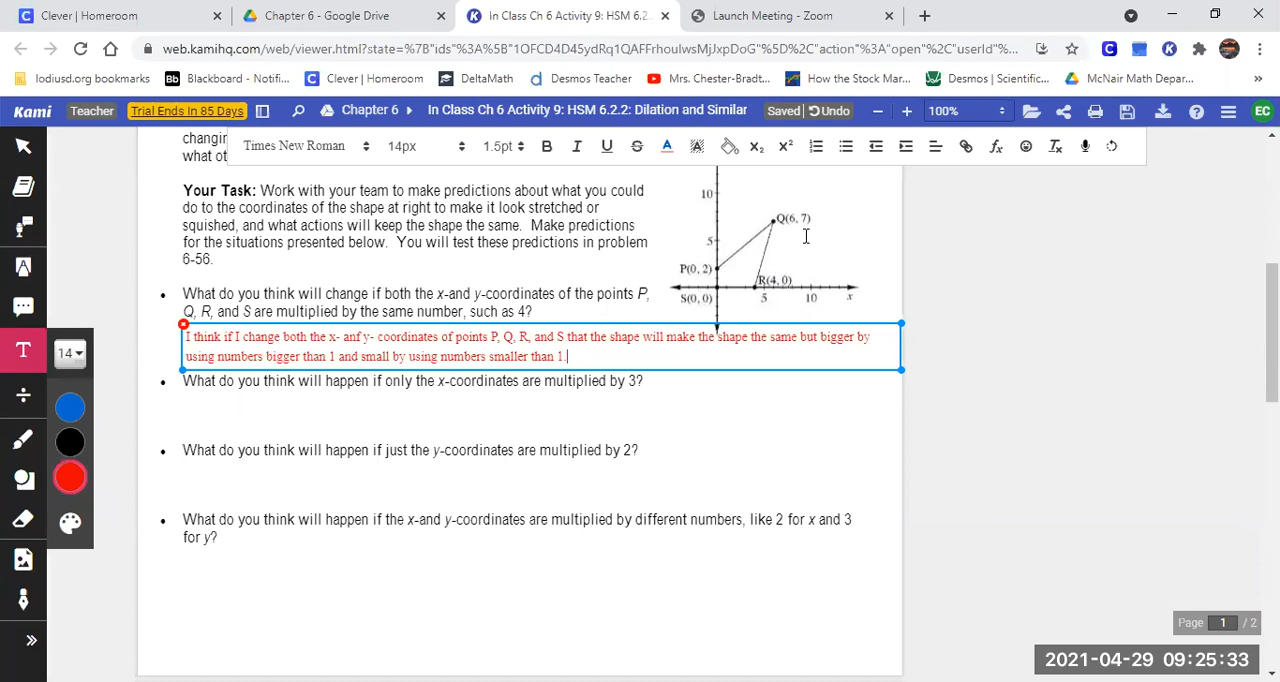 Clever | Homeroom
Chapter 6 - Google Drive
In Class Ch 6 Activity 9: HSM 6.2.2:
Launch Meeting - Zoom
web.kamihq.com/web/viewer.html?state=%7B"ids"%3A%5B"1OFCD4D45ydRq1QAFFrhoulwsMjJxpDoG"%5D%2C"action"%3A"open"%2C"userId"...
lodiusd.org bookmarks
Blackboard - Notifi...
Clever | Homeroom
DeltaMath
Desmos Teacher
Mrs. Chester-Bradt...
How the Stock Mar...
Desmos | Scientific...
McNair Math Depar...
»
Kami
Teacher
Trial Ends In 85 Days
Chapter 6
In Class Ch 6 Activity 9: HSM 6.2.2: Dilation and Similar
Saved
Undo
100%
EC
Times New Roman
14px
1.5pt
B
I
U
S
A
changin
what ot
Your Task: Work with your team to make predictions about what you could
do to the coordinates of the shape at right to make it look stretched or
squished, and what actions will keep the shape the same. Make predictions
for the situations presented below. You will test these predictions in problem
6-56.
10
Q(6, 7)
5
P(0, 2)
R(4, 0)
S(0, 0)
5
10
x
• What do you think will change if both the x-and y-coordinates of the points P,
Q, R, and S are multiplied by the same number, such as 4?
I think if I change both the x- anf y- coordinates of points P, Q, R, and S that the shape will make the shape the same but bigger by
using numbers bigger than 1 and small by using numbers smaller than 1.
• What do you think will happen if only the x-coordinates are multiplied by 3?
• What do you think will happen if just the y-coordinates are multiplied by 2?
• What do you think will happen if the x-and y-coordinates are multiplied by different numbers, like 2 for x and 3
for y?
T
14
Page 1 / 2
2021-04-29 09:25:33